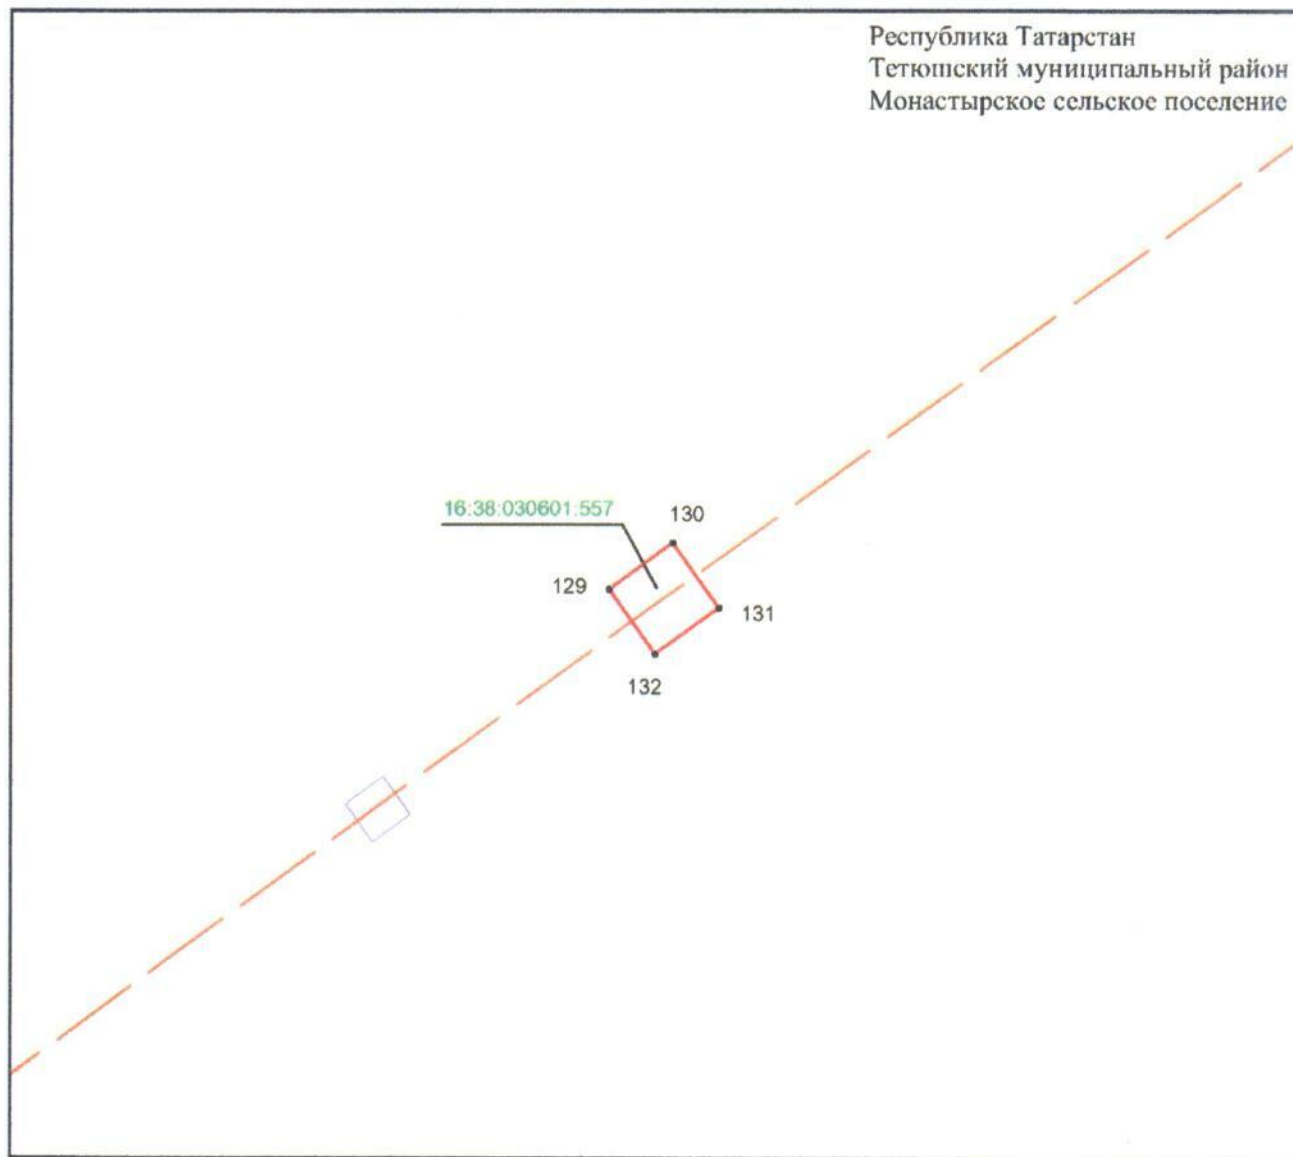 Республика Татарстан
Тетюшский муниципальный район
Монастырское сельское поселение
16:38:030601:557
130
129
131
132